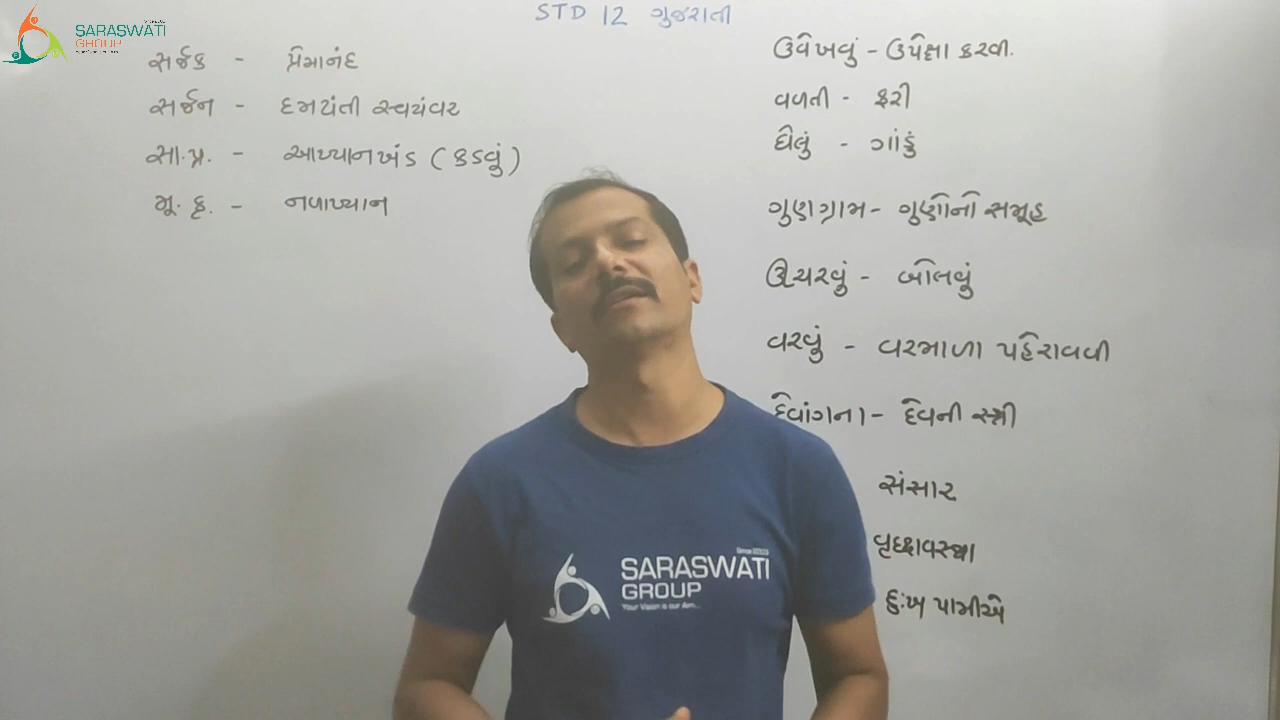 SARASWATI
GROUP
STD 12 ગુજરાતી
સર્જક - પ્રેમાનંદ
સર્જન - દમયંતી સ્વયંવર
સા.પ્ર. - આખ્યાનખંડ (કડવું)
મૂ. કૃ. - નળાખ્યાન
ઉવેખવું - ઉપેક્ષા કરવી.
વળતી - ફરી
ઘેલું - ગાંડું
ગુણગ્રામ - ગુણોનો સમૂહ
ઊચરવું - બોલવું
વરવું - વરમાળા પહેરાવવી
દેવાંગના - દેવની સ્ત્રી
સંસાર
વૃદ્ધાવસ્થા
દુઃખ પામીએ
SARASWATI
GROUP
Your Vision is our Aim...